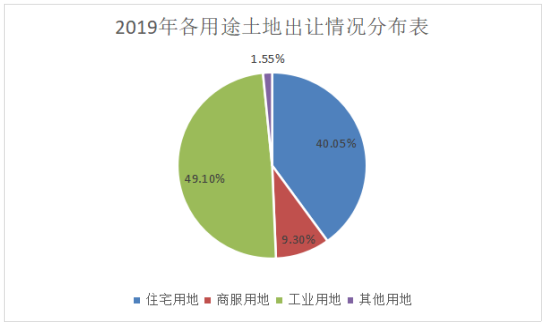 2019年各用途土地出让情况分布表
1.55%
40.05%
49.10%
9.30%
住宅用地 商服用地 工业用地 其他用地